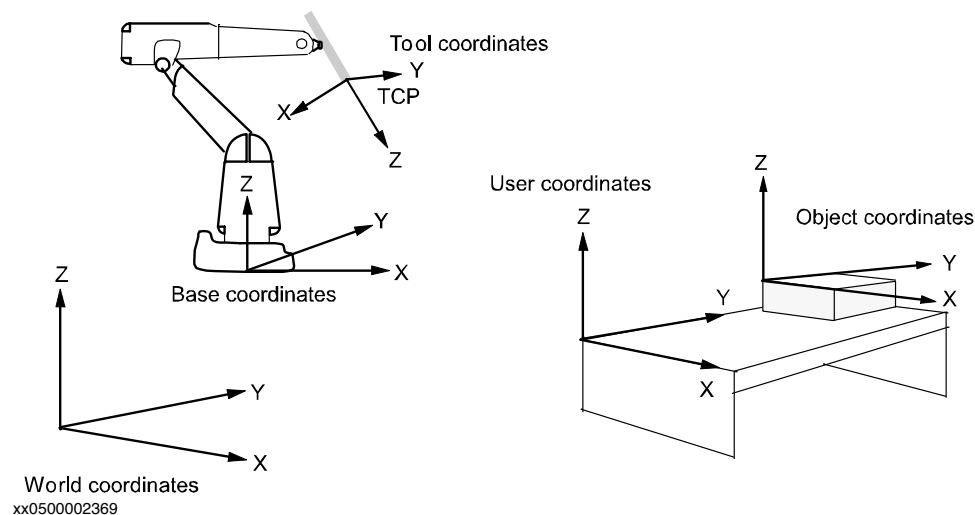 Tool coordinates
Y
TCP
X
Z
Z
Y
X
Base coordinates
Z
Y
X
World coordinates
xx0500002369
User coordinates
Z
Y
X
Z
Object coordinates
Y
X